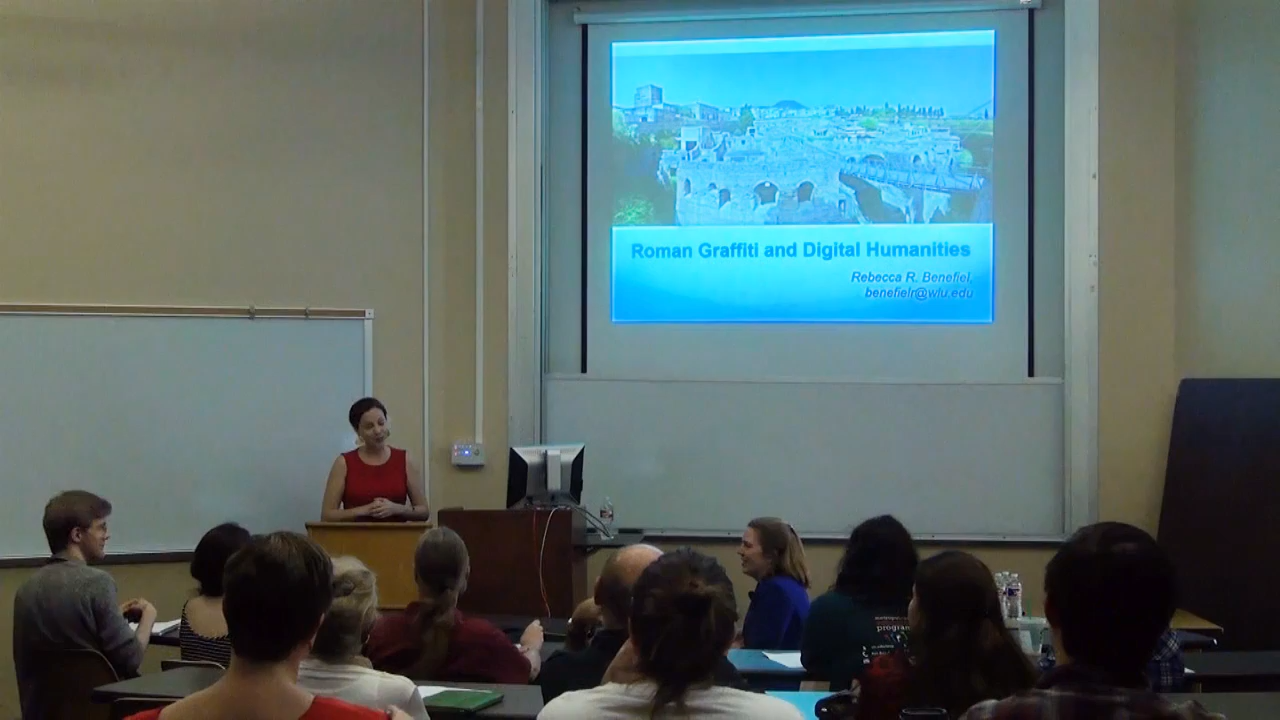 Roman Graffiti and Digital Humanities
Rebecca R. Benefiel,
benefielr@wlu.edu